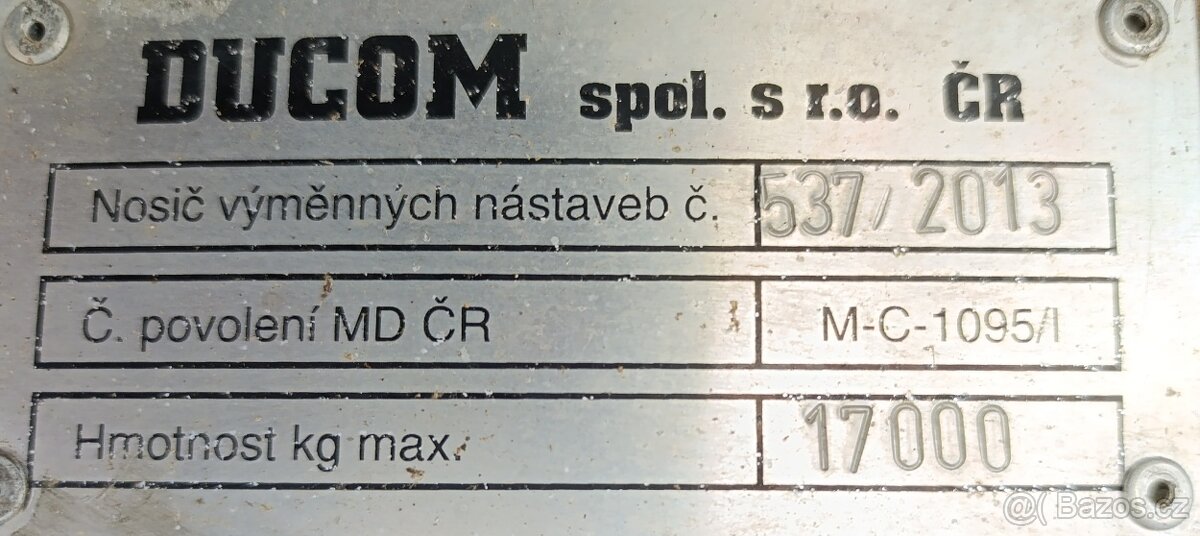 DUCOM spol. s r.o. ČR
Nosič výměnných nástaveb č. 537/2013
Č. povolení MD ČR M-C-1095/I
Hmotnost kg max. 17000
@( Bazos.cz